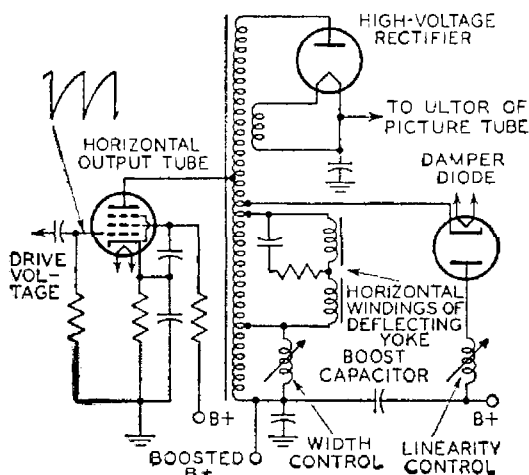 HIGH-VOLTAGE
RECTIFIER
TO ULTOR OF
PICTURE TUBE
HORIZONTAL
OUTPUT TUBE
DAMPER
DIODE
DRIVE
VOL-
TAGE
HORIZONTAL
WINDINGS OF
DEFLECTING
YOKE
BOOST
CAPACITOR
B+
B+
BOOSTED
B+
WIDTH
CONTROL
LINEARITY
CONTROL